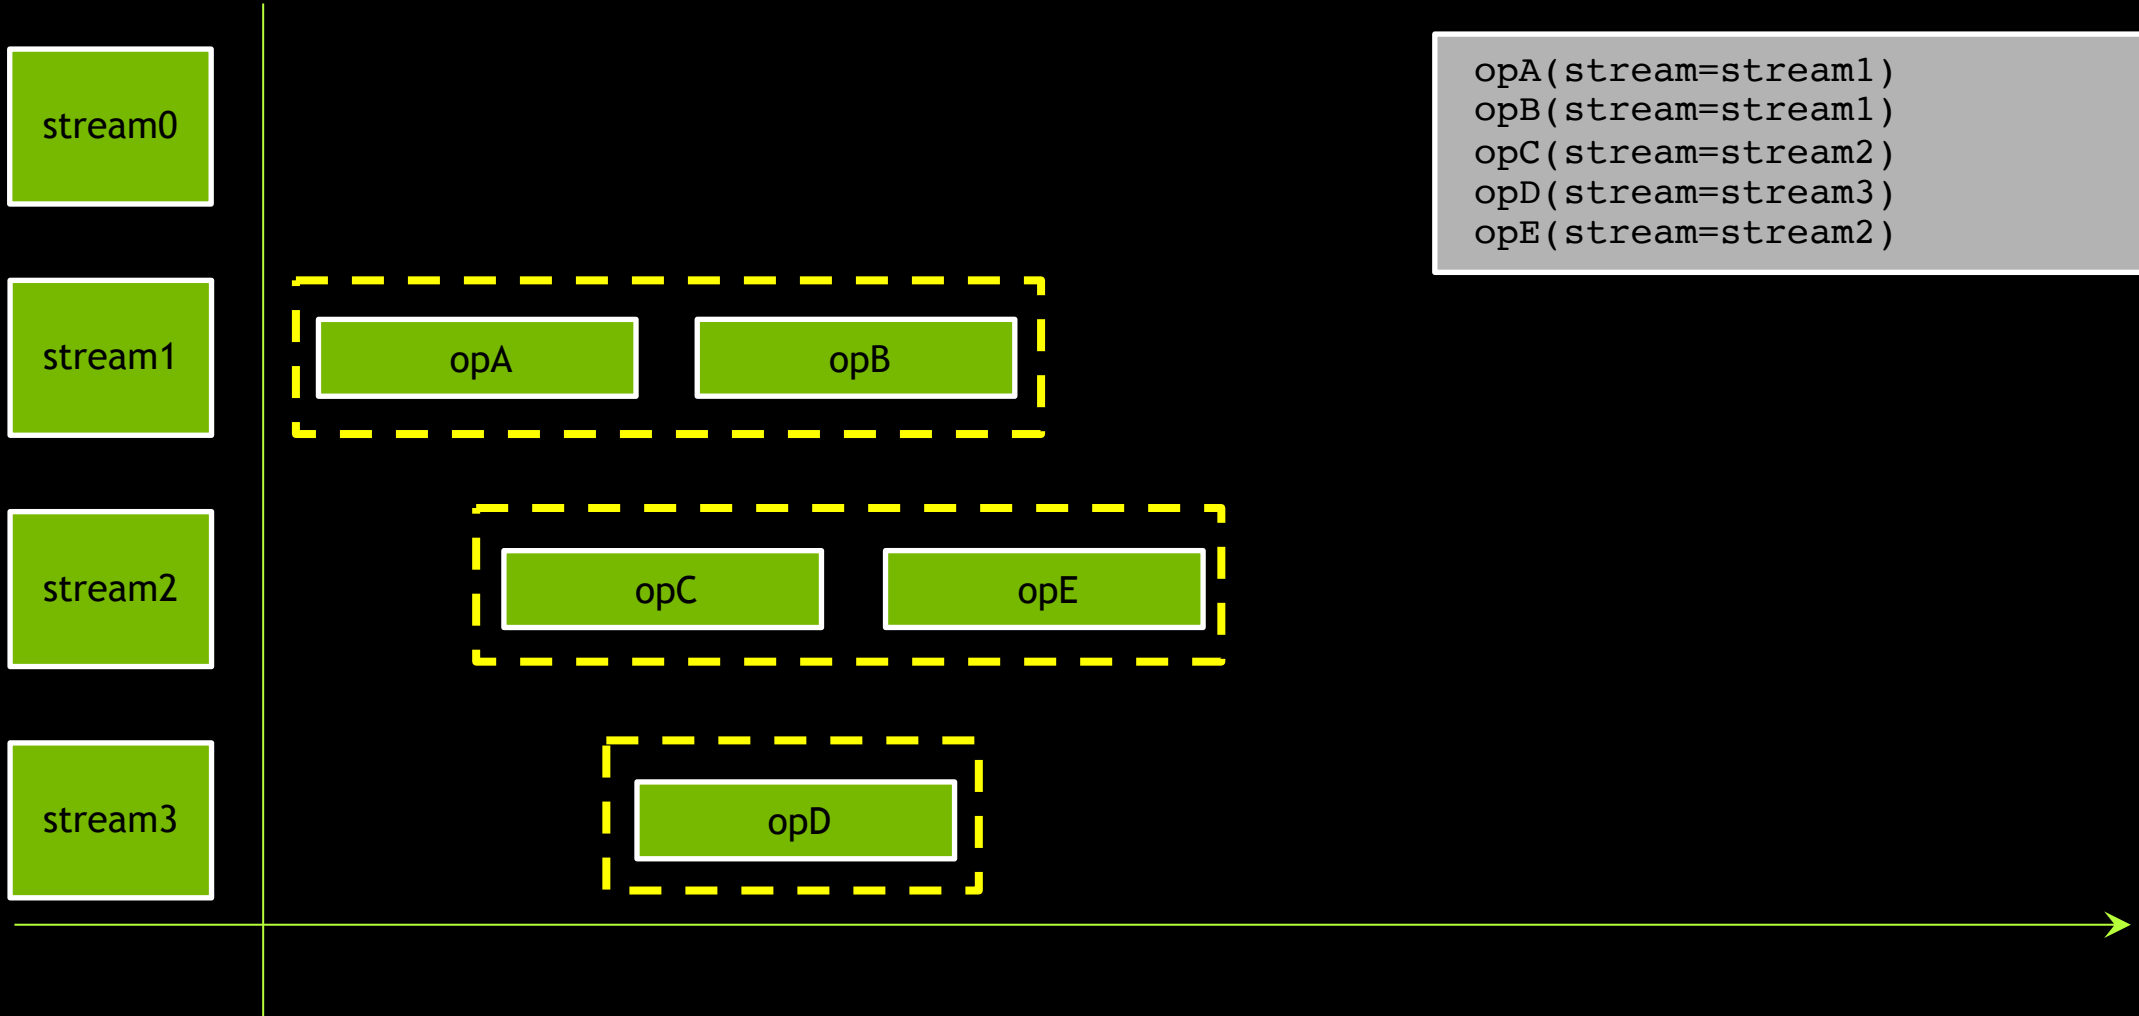 stream0
opA(stream=stream1)
opB(stream=stream1)
opC(stream=stream2)
opD(stream=stream3)
opE(stream=stream2)
stream1
opA
opB
stream2
opC
opE
stream3
opD